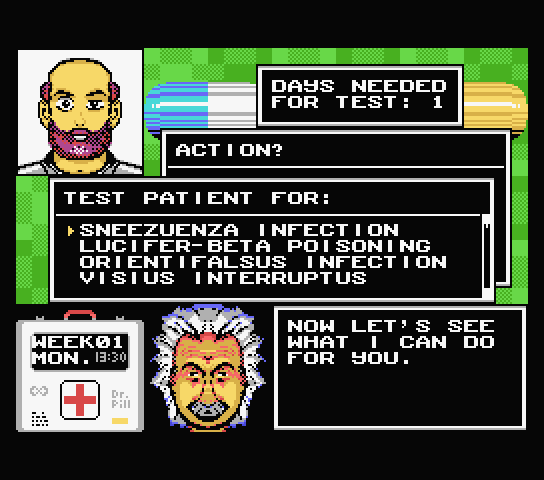 DAYS NEEDED
FOR TEST: 1
ACTION?
TEST PATIENT FOR:
SNEEZUENZA INFECTION
LUCIFER-BETA POISONING
ORIENTIFALSUS INFECTION
VISIUS INTERRUPTUS
WEEK01
MON. 13:30
Dr.
Pill
NOW LET'S SEE
WHAT I CAN DO
FOR YOU.